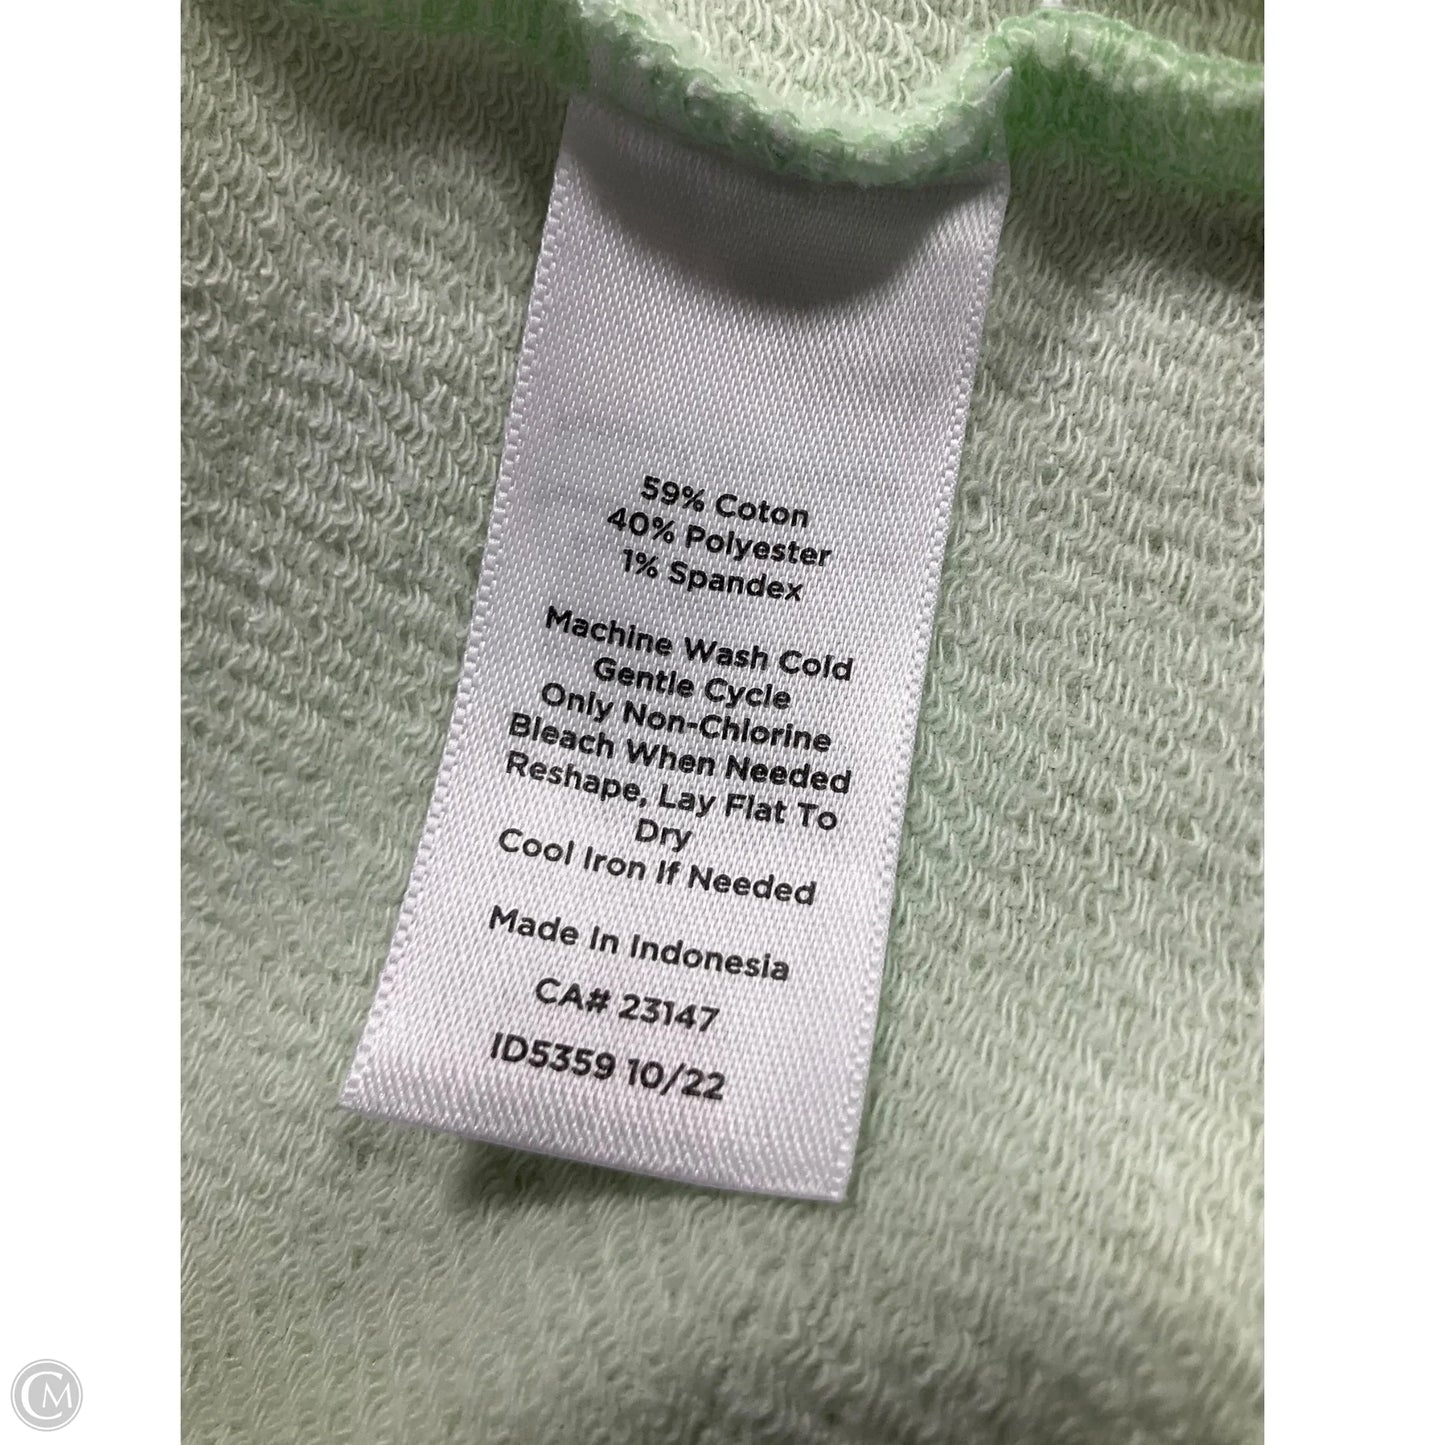 59% Coton
40% Polyester
1% Spandex
Machine Wash Cold
Gentle Cycle
Only Non-Chlorine
Bleach When Needed
Reshape, Lay Flat To
Dry
Cool Iron If Needed
Made In Indonesia
CA# 23147
ID5359 10/22
CM